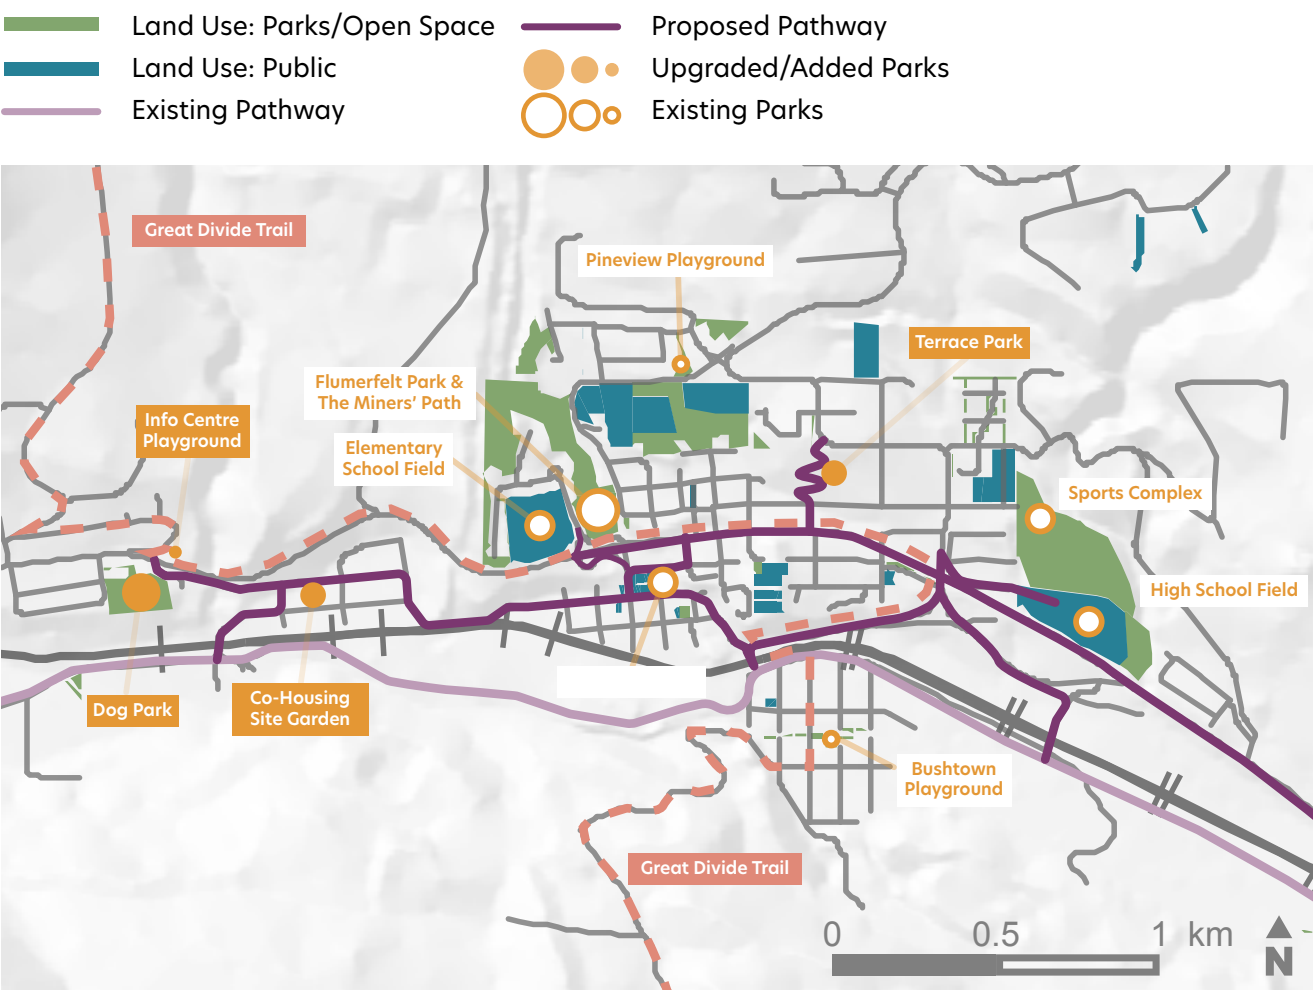 Land Use: Parks/Open Space
Land Use: Public
Existing Pathway
Proposed Pathway
Upgraded/Added Parks
Existing Parks
Great Divide Trail
Pineview Playground
Terrace Park
Flumerfelt Park &
The Miners' Path
Info Centre
Playground
Elementary
School Field
Sports Complex
High School Field
Dog Park
Co-Housing
Site Garden
Bushtown
Playground
Great Divide Trail
0 0.5 1 km
N